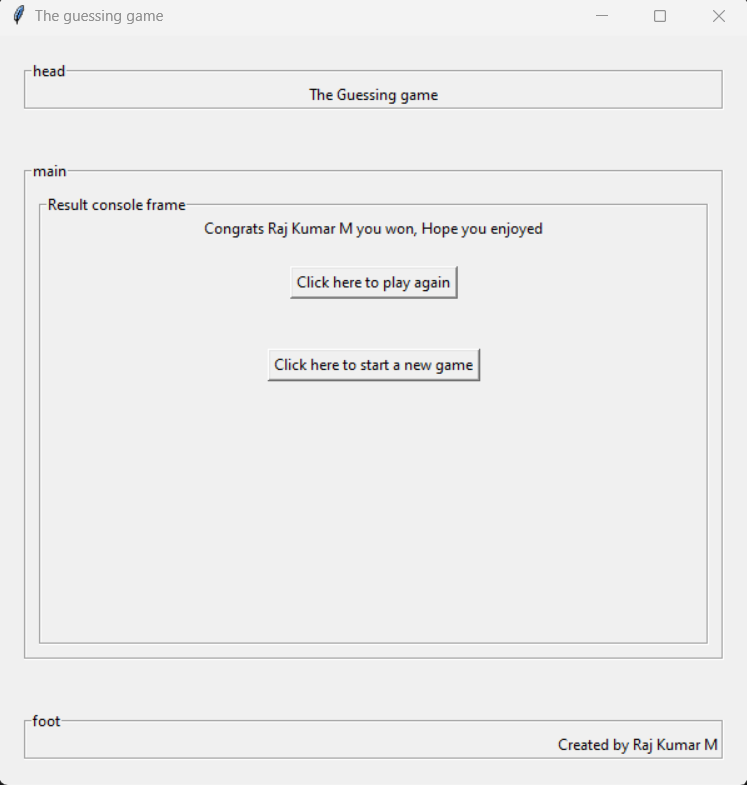 The guessing game
head
The Guessing game
main
Result console frame
Congrats Raj Kumar M you won, Hope you enjoyed
Click here to play again
Click here to start a new game
foot
Created by Raj Kumar M